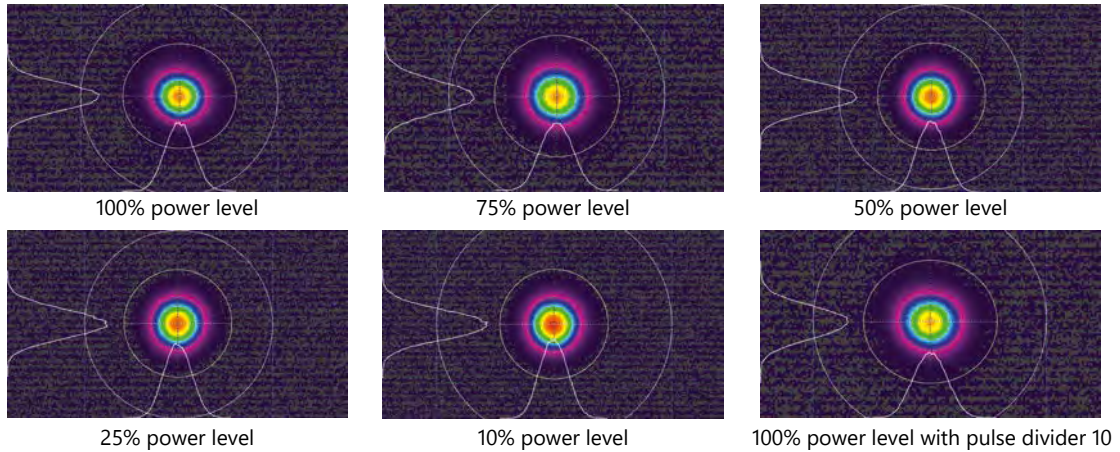 100% power level
75% power level
50% power level
25% power level
10% power level
100% power level with pulse divider 10